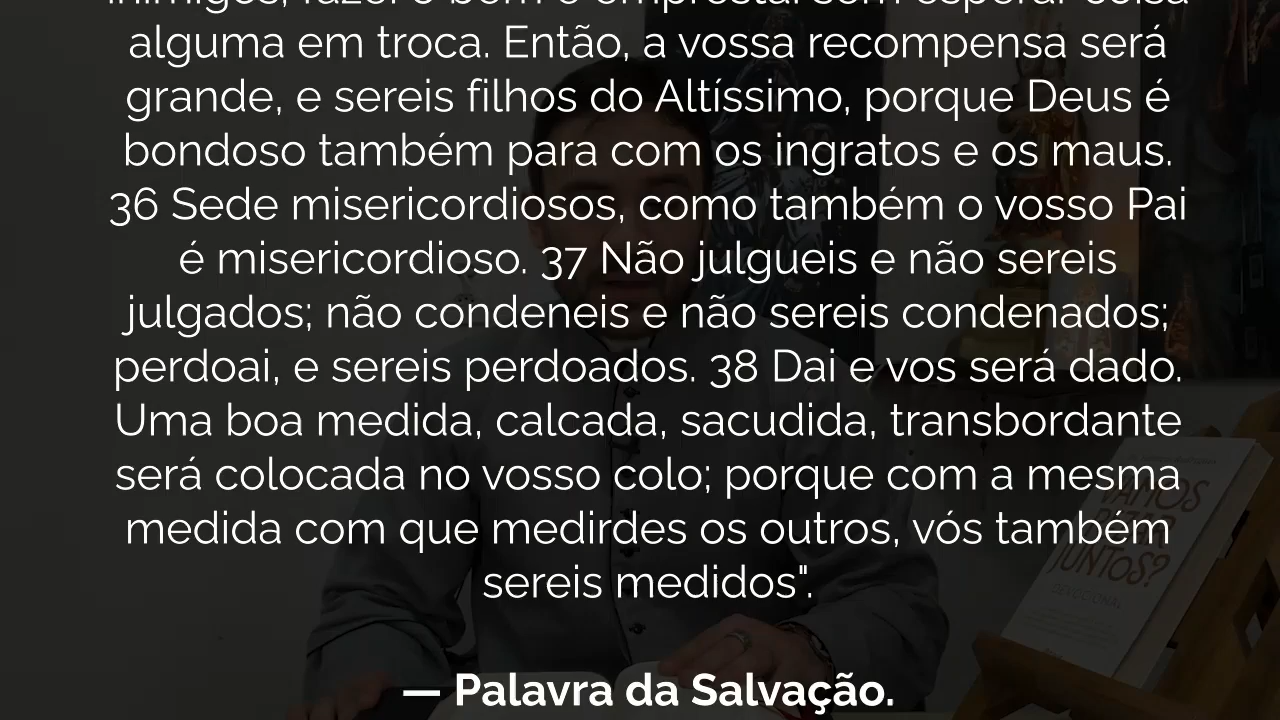 inimigos, fazei o bem e emprestai sem esperar coisa
alguma em troca. Então, a vossa recompensa será
grande, e sereis filhos do Altíssimo, porque Deus é
bondoso também para com os ingratos e os maus.
36 Sede misericordiosos, como também o vosso Pai
é misericordioso. 37 Não julgueis e não sereis
julgados; não condeneis e não sereis condenados;
perdoai, e sereis perdoados. 38 Dai e vos será dado.
Uma boa medida, calcada, sacudida, transbordante
será colocada no vosso colo; porque com a mesma
medida com que medirdes os outros, vós também
sereis medidos".
— Palavra da Salvação.
VAMOS
REZAR
JUNTOS?
DEVOCIONAL